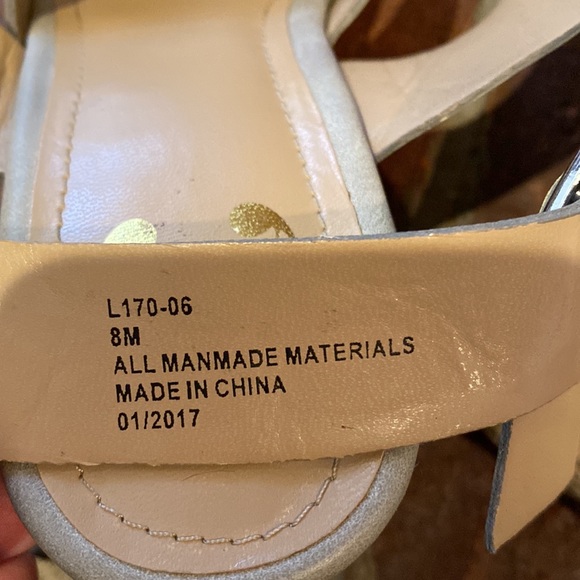 L170-06
8M
ALL MANMADE MATERIALS
MADE IN CHINA
01/2017